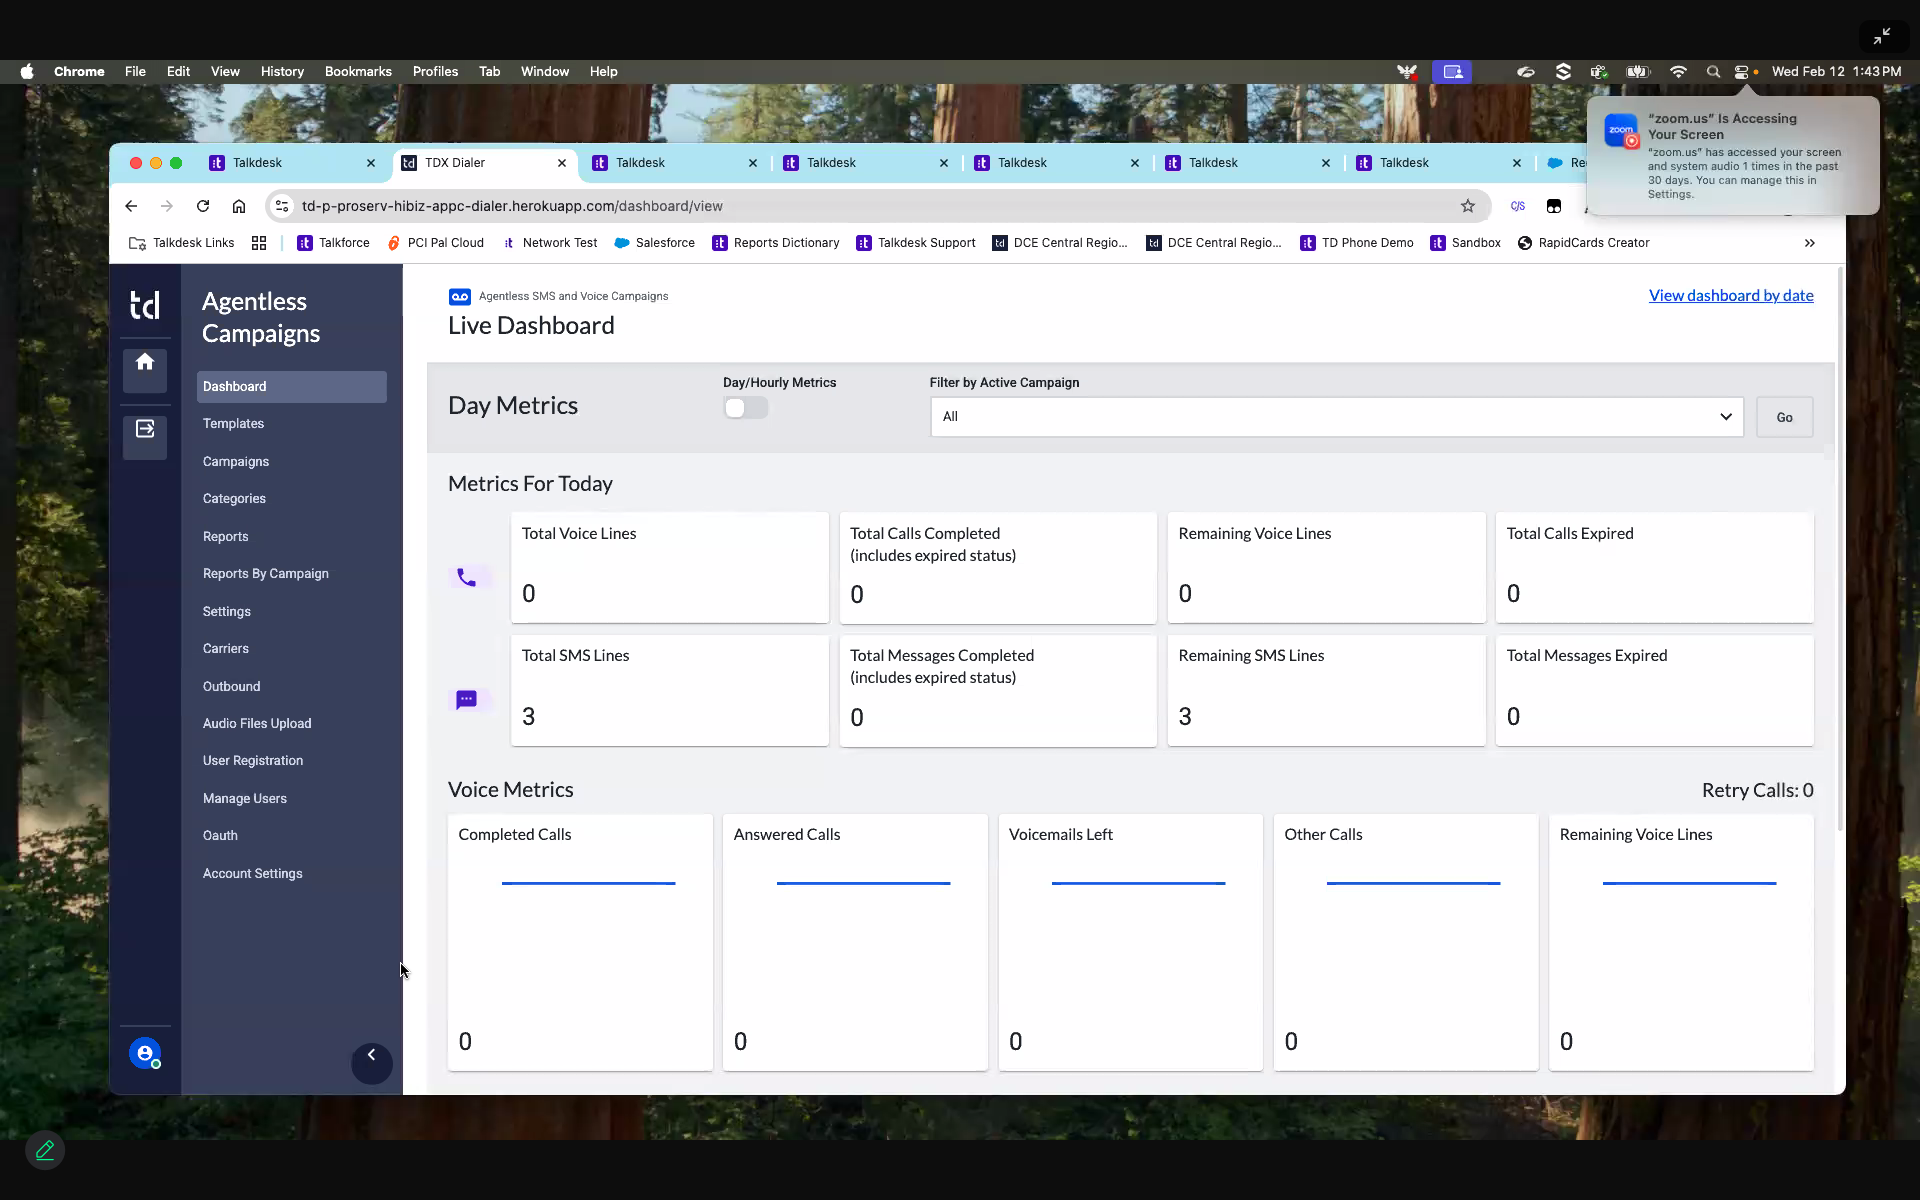 Chrome File Edit View History Bookmarks Profiles Tab Window Help Wed Feb 12 1:43 PM
"zoom.us" Is Accessing
Your Screen
"zoom.us" has accessed your screen
and system audio 1 times in the past
30 days. You can manage this in
Settings.
zoom
Talkdesk TDX Dialer Talkdesk Talkdesk Talkdesk Talkdesk Talkdesk
td-p-proserv-hibiz-appc-dialer.herokuapp.com/dashboard/view
Talkdesk Links Talkforce PCI Pal Cloud Network Test Salesforce Reports Dictionary Talkdesk Support DCE Central Regio... DCE Central Regio... TD Phone Demo Sandbox RapidCards Creator
td
Agentless
Campaigns
Dashboard
Templates
Campaigns
Categories
Reports
Reports By Campaign
Settings
Carriers
Outbound
Audio Files Upload
User Registration
Manage Users
Oauth
Account Settings
Agentless SMS and Voice Campaigns
View dashboard by date
Live Dashboard
Day Metrics
Day/Hourly Metrics
Filter by Active Campaign
All
Go
Metrics For Today
Total Voice Lines
0
Total Calls Completed
(includes expired status)
0
Remaining Voice Lines
0
Total Calls Expired
0
Total SMS Lines
3
Total Messages Completed
(includes expired status)
0
Remaining SMS Lines
3
Total Messages Expired
0
Voice Metrics
Retry Calls: 0
Completed Calls
0
Answered Calls
0
Voicemails Left
0
Other Calls
0
Remaining Voice Lines
0